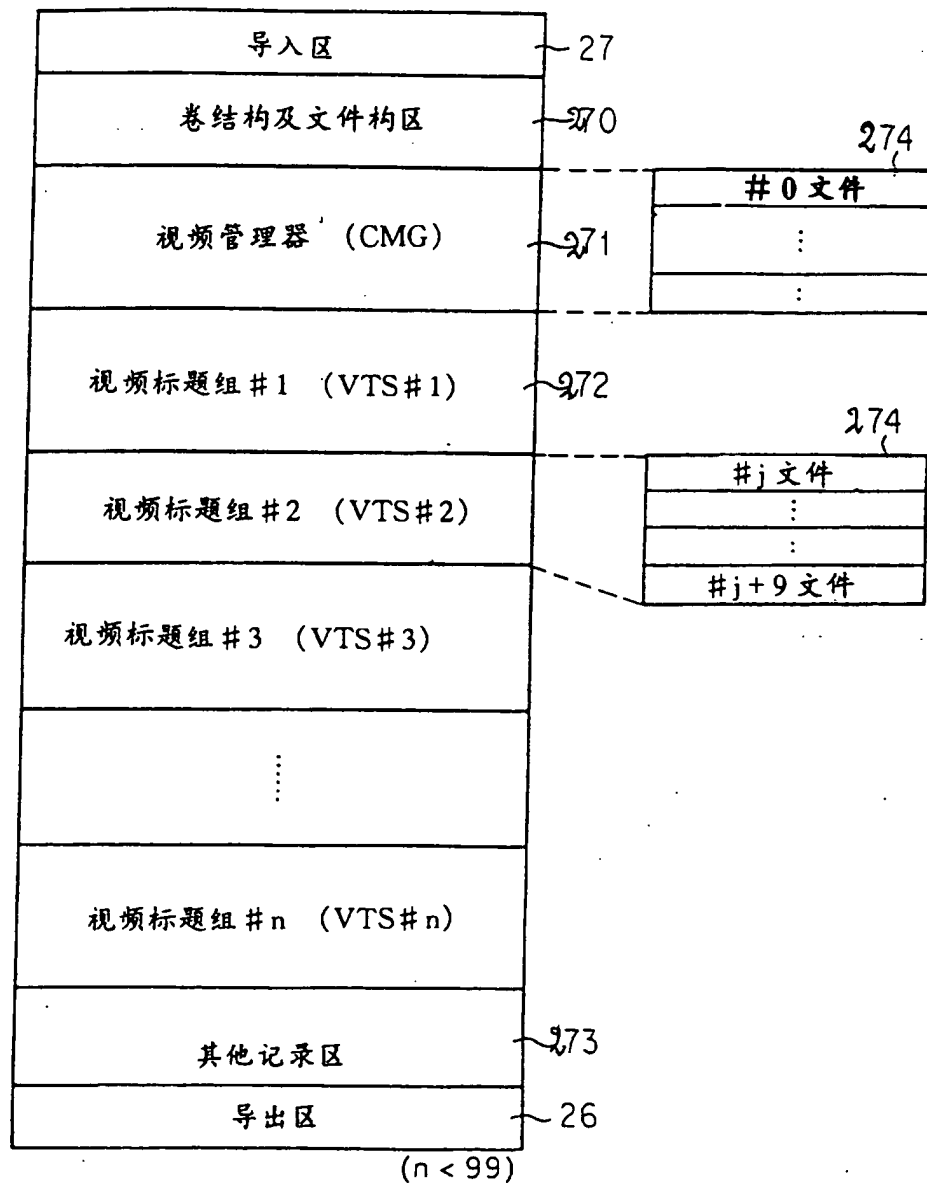 导入区
27
卷结构及文件构区
270
274
#0文件
⋮
:
视频管理器 (CMG)
271
视频标题组#1 (VTS#1)
272
274
#j文件
⋮
:
#j+9文件
视频标题组#2 (VTS#2)
视频标题组#3 (VTS#3)
⋮
视频标题组#n (VTS#n)
其他记录区
273
导出区
26
(n < 99)